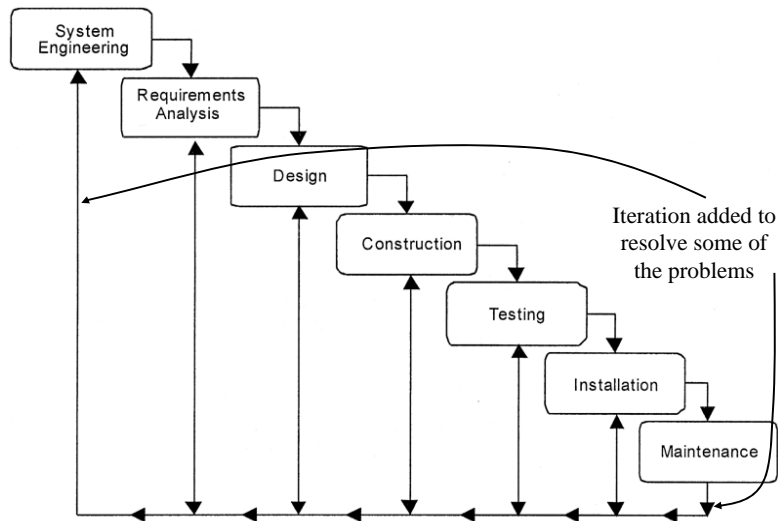 System
Engineering
Requirements
Analysis
Design
Construction
Testing
Installation
Maintenance
Iteration added to
resolve some of
the problems